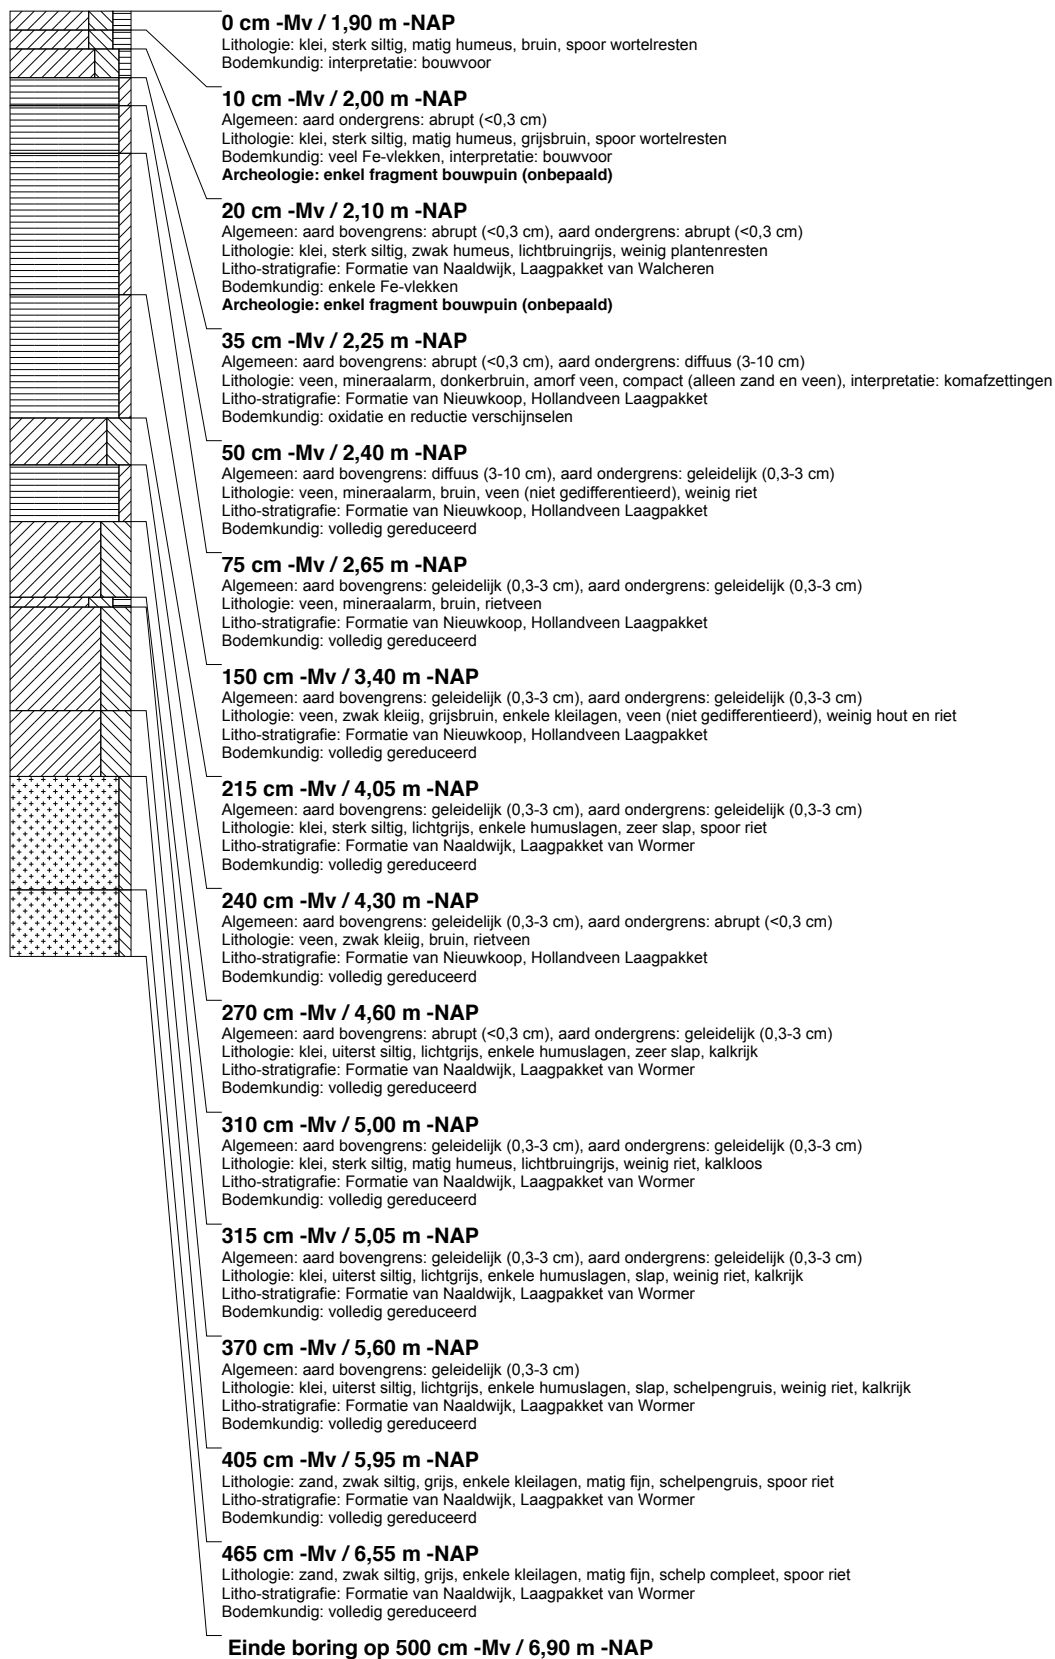 0 cm -Mv / 1,90 m -NAP
Lithologie: klei, sterk siltig, matig humeus, bruin, spoor wortelresten
Bodemkundig: interpretatie: bouwvoor
10 cm -Mv / 2,00 m -NAP
Algemeen: aard ondergrens: abrupt (<0,3 cm)
Lithologie: klei, sterk siltig, matig humeus, grijsbruin, spoor wortelresten
Bodemkundig: veel Fe-vlekken, interpretatie: bouwvoor
Archeologie: enkel fragment bouwpuin (onbepaald)
20 cm -Mv / 2,10 m -NAP
Algemeen: aard bovengrens: abrupt (<0,3 cm), aard ondergrens: abrupt (<0,3 cm)
Lithologie: klei, sterk siltig, zwak humeus, lichtbruingrijs, weinig plantenresten
Litho-stratigrafie: Formatie van Naaldwijk, Laagpakket van Walcheren
Bodemkundig: enkele Fe-vlekken
Archeologie: enkel fragment bouwpuin (onbepaald)
35 cm -Mv / 2,25 m -NAP
Algemeen: aard bovengrens: abrupt (<0,3 cm), aard ondergrens: diffuus (3-10 cm)
Lithologie: veen, mineraalarm, donkerbruin, amorf veen, compact (alleen zand en veen), interpretatie: komafzettingen
Litho-stratigrafie: Formatie van Nieuwkoop, Hollandveen Laagpakket
Bodemkundig: oxidatie en reductie verschijnselen
50 cm -Mv / 2,40 m -NAP
Algemeen: aard bovengrens: diffuus (3-10 cm), aard ondergrens: geleidelijk (0,3-3 cm)
Lithologie: veen, mineraalarm, bruin, veen (niet gedifferentieerd), weinig riet
Litho-stratigrafie: Formatie van Nieuwkoop, Hollandveen Laagpakket
Bodemkundig: volledig gereduceerd
75 cm -Mv / 2,65 m -NAP
Algemeen: aard bovengrens: geleidelijk (0,3-3 cm), aard ondergrens: geleidelijk (0,3-3 cm)
Lithologie: veen, mineraalarm, bruin, rietveen
Litho-stratigrafie: Formatie van Nieuwkoop, Hollandveen Laagpakket
Bodemkundig: volledig gereduceerd
150 cm -Mv / 3,40 m -NAP
Algemeen: aard bovengrens: geleidelijk (0,3-3 cm), aard ondergrens: geleidelijk (0,3-3 cm)
Lithologie: veen, zwak kleiig, grijsbruin, enkele kleilagen, veen (niet gedifferentieerd), weinig hout en riet
Litho-stratigrafie: Formatie van Nieuwkoop, Hollandveen Laagpakket
Bodemkundig: volledig gereduceerd
215 cm -Mv / 4,05 m -NAP
Algemeen: aard bovengrens: geleidelijk (0,3-3 cm), aard ondergrens: geleidelijk (0,3-3 cm)
Lithologie: klei, sterk siltig, lichtgrijs, enkele humuslagen, zeer slap, spoor riet
Litho-stratigrafie: Formatie van Naaldwijk, Laagpakket van Wormer
Bodemkundig: volledig gereduceerd
240 cm -Mv / 4,30 m -NAP
Algemeen: aard bovengrens: geleidelijk (0,3-3 cm), aard ondergrens: abrupt (<0,3 cm)
Lithologie: veen, zwak kleiig, bruin, rietveen
Litho-stratigrafie: Formatie van Nieuwkoop, Hollandveen Laagpakket
Bodemkundig: volledig gereduceerd
270 cm -Mv / 4,60 m -NAP
Algemeen: aard bovengrens: abrupt (<0,3 cm), aard ondergrens: geleidelijk (0,3-3 cm)
Lithologie: klei, uiterst siltig, lichtgrijs, enkele humuslagen, zeer slap, kalkrijk
Litho-stratigrafie: Formatie van Naaldwijk, Laagpakket van Wormer
Bodemkundig: volledig gereduceerd
310 cm -Mv / 5,00 m -NAP
Algemeen: aard bovengrens: geleidelijk (0,3-3 cm), aard ondergrens: geleidelijk (0,3-3 cm)
Lithologie: klei, sterk siltig, matig humeus, lichtbruingrijs, weinig riet, kalkloos
Litho-stratigrafie: Formatie van Naaldwijk, Laagpakket van Wormer
Bodemkundig: volledig gereduceerd
315 cm -Mv / 5,05 m -NAP
Algemeen: aard bovengrens: geleidelijk (0,3-3 cm), aard ondergrens: geleidelijk (0,3-3 cm)
Lithologie: klei, uiterst siltig, lichtgrijs, enkele humuslagen, slap, weinig riet, kalkrijk
Litho-stratigrafie: Formatie van Naaldwijk, Laagpakket van Wormer
Bodemkundig: volledig gereduceerd
370 cm -Mv / 5,60 m -NAP
Algemeen: aard bovengrens: geleidelijk (0,3-3 cm)
Lithologie: klei, uiterst siltig, lichtgrijs, enkele humuslagen, slap, schelpengruis, weinig riet, kalkrijk
Litho-stratigrafie: Formatie van Naaldwijk, Laagpakket van Wormer
Bodemkundig: volledig gereduceerd
405 cm -Mv / 5,95 m -NAP
Lithologie: zand, zwak siltig, grijs, enkele kleilagen, matig fijn, schelpengruis, spoor riet
Litho-stratigrafie: Formatie van Naaldwijk, Laagpakket van Wormer
Bodemkundig: volledig gereduceerd
465 cm -Mv / 6,55 m -NAP
Lithologie: zand, zwak siltig, grijs, enkele kleilagen, matig fijn, schelp compleet, spoor riet
Litho-stratigrafie: Formatie van Naaldwijk, Laagpakket van Wormer
Bodemkundig: volledig gereduceerd
Einde boring op 500 cm -Mv / 6,90 m -NAP